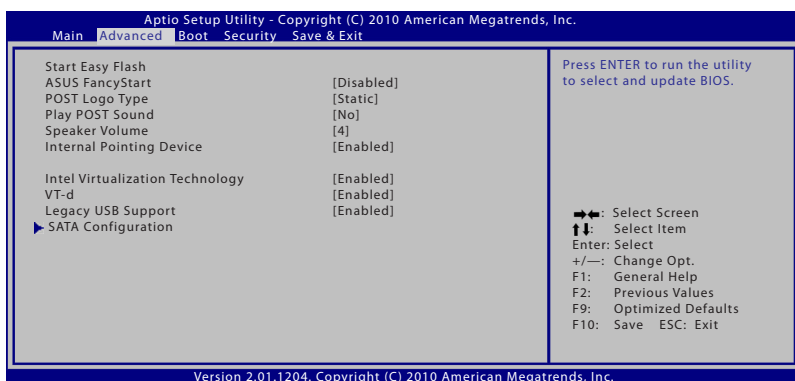 Aptio Setup Utility - Copyright (C) 2010 American Megatrends, Inc.
Main Advanced Boot Security Save & Exit
Start Easy Flash
ASUS FancyStart [Disabled]
POST Logo Type [Static]
Play POST Sound [No]
Speaker Volume [4]
Internal Pointing Device [Enabled]
Intel Virtualization Technology [Enabled]
VT-d [Enabled]
Legacy USB Support [Enabled]
SATA Configuration
Press ENTER to run the utility
to select and update BIOS.
→←: Select Screen
↑↓: Select Item
Enter: Select
+/—: Change Opt.
F1: General Help
F2: Previous Values
F9: Optimized Defaults
F10: Save ESC: Exit
Version 2.01.1204. Copyright (C) 2010 American Megatrends, Inc.